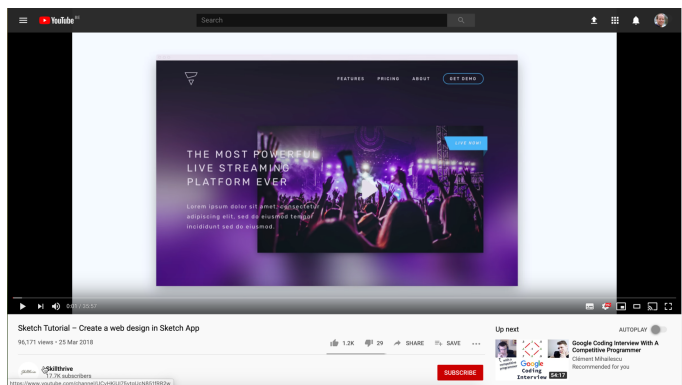 YouTube
Search
FEATURES PRICING ABOUT GET DEMO
LIVE NOW!
THE MOST POWERFUL
LIVE STREAMING
PLATFORM EVER
Lorem ipsum dolor sit amet, consectetur
adipiscing elit, sed do eiusmod tempor
incididunt sed do eiusmod.
0:01 / 35:57
Sketch Tutorial – Create a web design in Sketch App
96,171 views • 25 Mar 2018
1.2K 29 SHARE SAVE
Up next AUTOPLAY
Skillthrive
17.7K subscribers
SUBSCRIBE
Google
Coding
Interview 54:17
Google Coding Interview With A
Competitive Programmer
Clément Mihailescu
Recommended for you